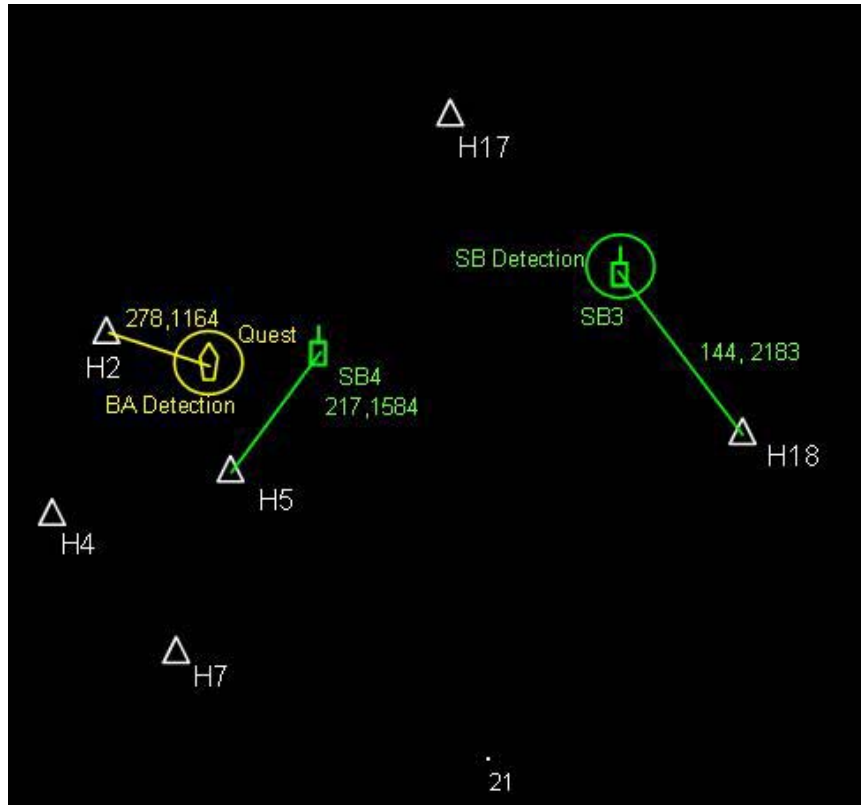 H17
SB Detection
SB3
278,1164
Quest
H2
144, 2183
SB4
BA Detection
217,1584
H18
H5
H4
H7
21